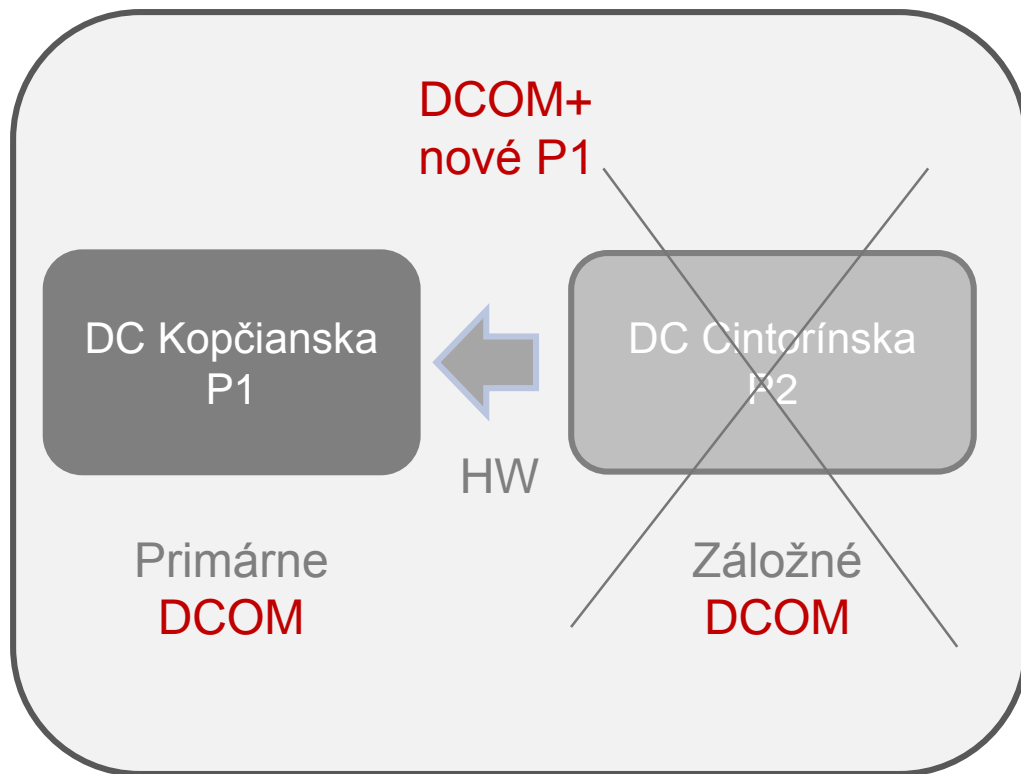 DCOM+
nové P1
DC Kopčianska
P1
DC Cintorínska
P2
HW
Primárne
DCOM
Záložné
DCOM